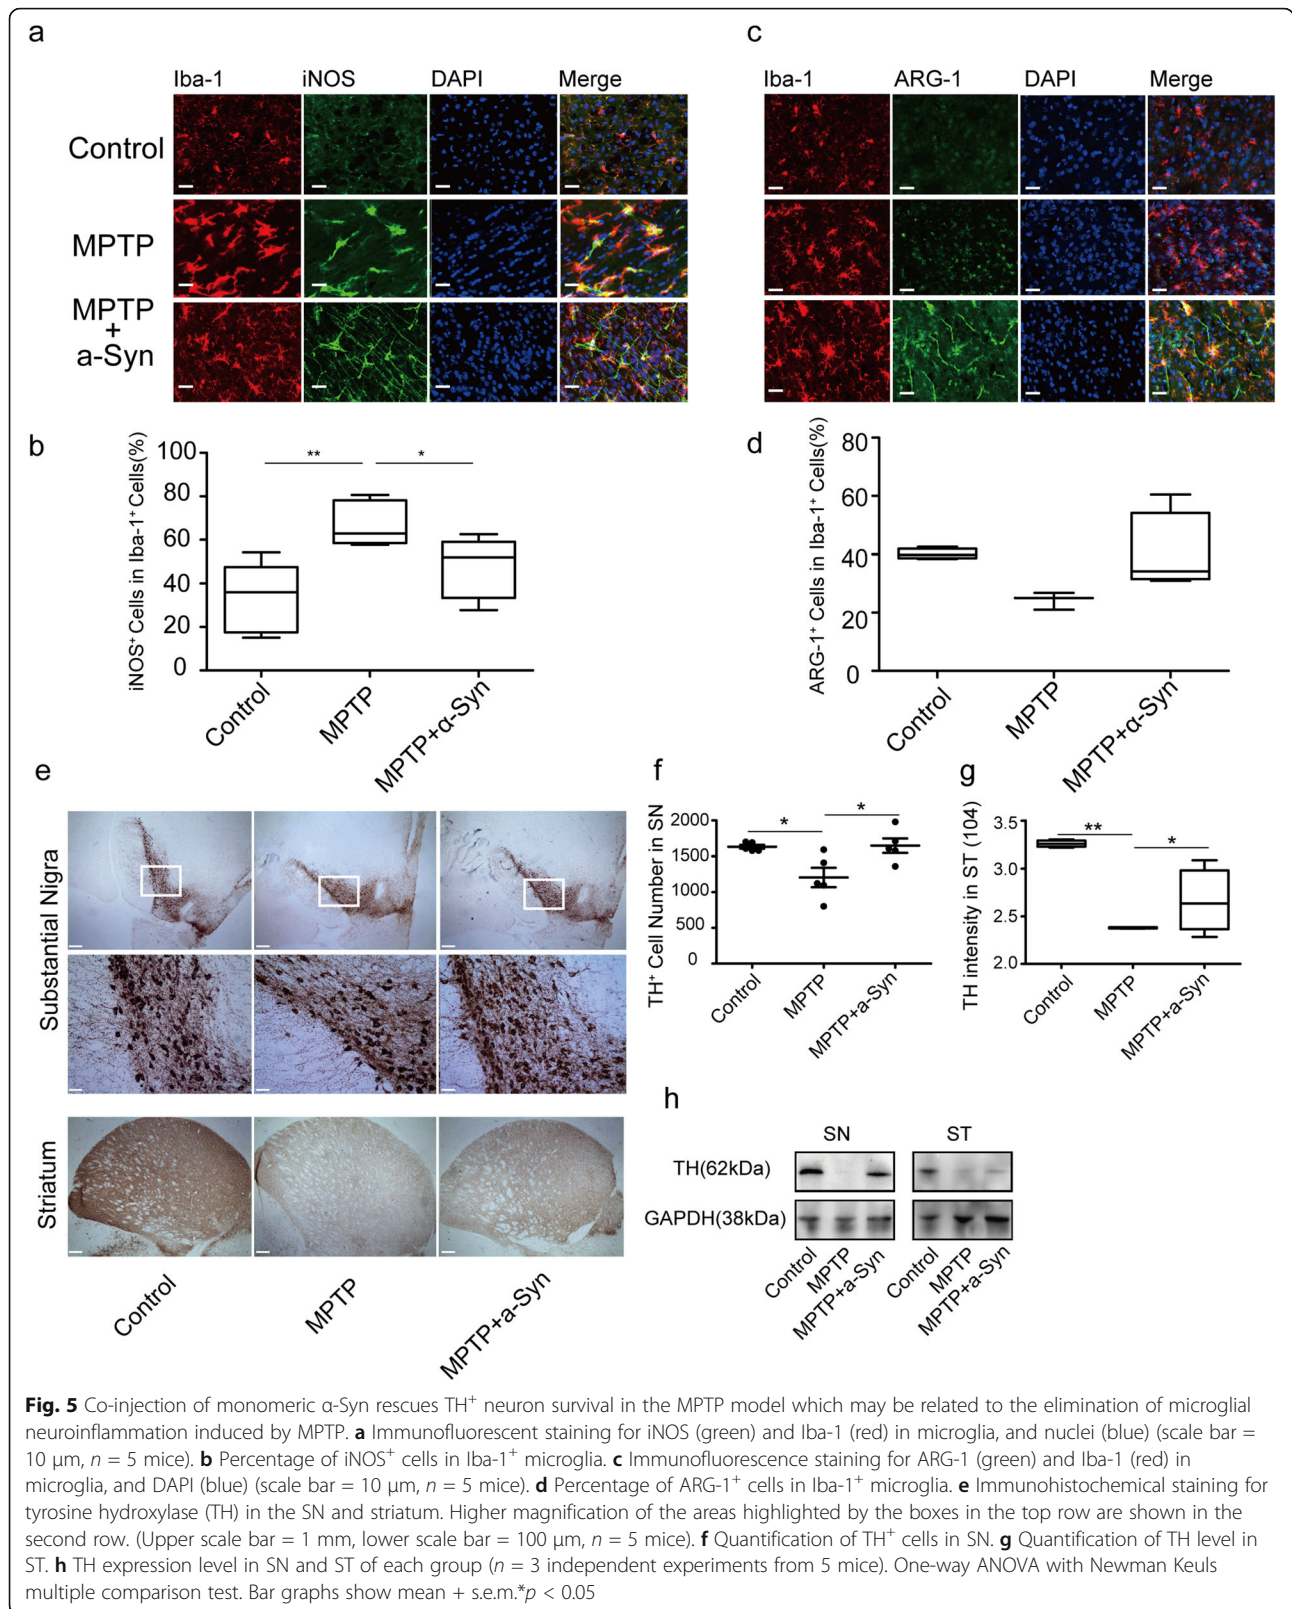 a
Iba-1 iNOS DAPI Merge
Control
MPTP
MPTP
+
a-Syn
c
Iba-1 ARG-1 DAPI Merge
b
iNOS⁺ Cells in Iba-1⁺ Cells(%)
100
80
60
40
20
0
** *
Control
MPTP
MPTP+α-Syn
d
ARG-1⁺ Cells in Iba-1⁺ Cells(%)
80
60
40
20
0
Control
MPTP
MPTP+α-Syn
e
Substantial Nigra
Striatum
Control
MPTP
MPTP+a-Syn
f
TH⁺ Cell Number in SN
2000
1500
1000
500
0
* *
Control
MPTP
MPTP+a-Syn
g
TH intensity in ST (104)
3.5
3.0
2.5
2.0
** *
Control
MPTP
MPTP+a-Syn
h
SN ST
TH(62kDa)
GAPDH(38kDa)
Control
MPTP
MPTP+a-Syn
Control
MPTP
MPTP+a-Syn
Fig. 5 Co-injection of monomeric α-Syn rescues TH⁺ neuron survival in the MPTP model which may be related to the elimination of microglial
neuroinflammation induced by MPTP. a Immunofluorescent staining for iNOS (green) and Iba-1 (red) in microglia, and nuclei (blue) (scale bar =
10 μm, n = 5 mice). b Percentage of iNOS⁺ cells in Iba-1⁺ microglia. c Immunofluorescence staining for ARG-1 (green) and Iba-1 (red) in
microglia, and DAPI (blue) (scale bar = 10 μm, n = 5 mice). d Percentage of ARG-1⁺ cells in Iba-1⁺ microglia. e Immunohistochemical staining for
tyrosine hydroxylase (TH) in the SN and striatum. Higher magnification of the areas highlighted by the boxes in the top row are shown in the
second row. (Upper scale bar = 1 mm, lower scale bar = 100 μm, n = 5 mice). f Quantification of TH⁺ cells in SN. g Quantification of TH level in
ST. h TH expression level in SN and ST of each group (n = 3 independent experiments from 5 mice). One-way ANOVA with Newman Keuls
multiple comparison test. Bar graphs show mean + s.e.m.*p < 0.05